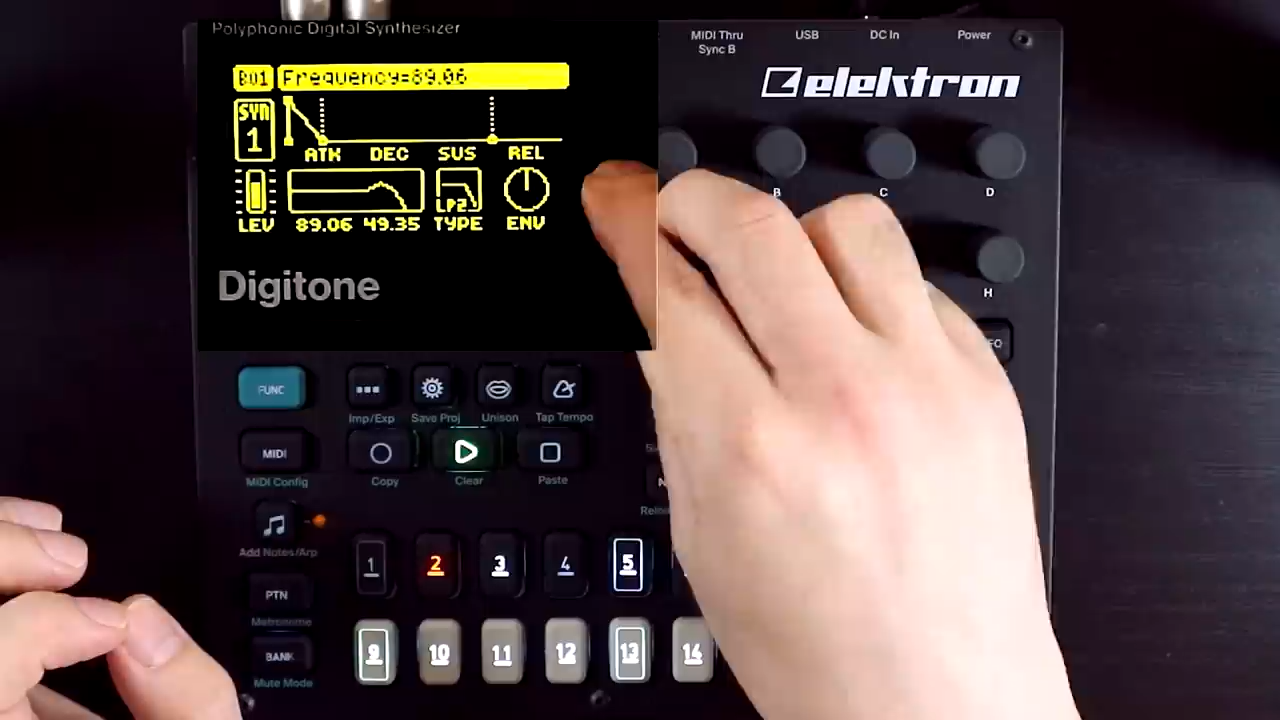 Polyphonic Digital Synthesizer
B01 Frequency=89.06
SYN
1
ATK DEC SUS REL
LP2
LEV 89.06 49.35 TYPE ENV
Digitone
MIDI Thru USB DC In Power
Sync B
elektron
B C D
H
FUNC
Imp/Exp Save Proj Unison Tap Tempo
MIDI
MIDI Config Copy Clear Paste
Add Notes/Arp
1 2 3 4 5
PTN
Metronome
BANK
9 10 11 12 13 14
Mute Mode